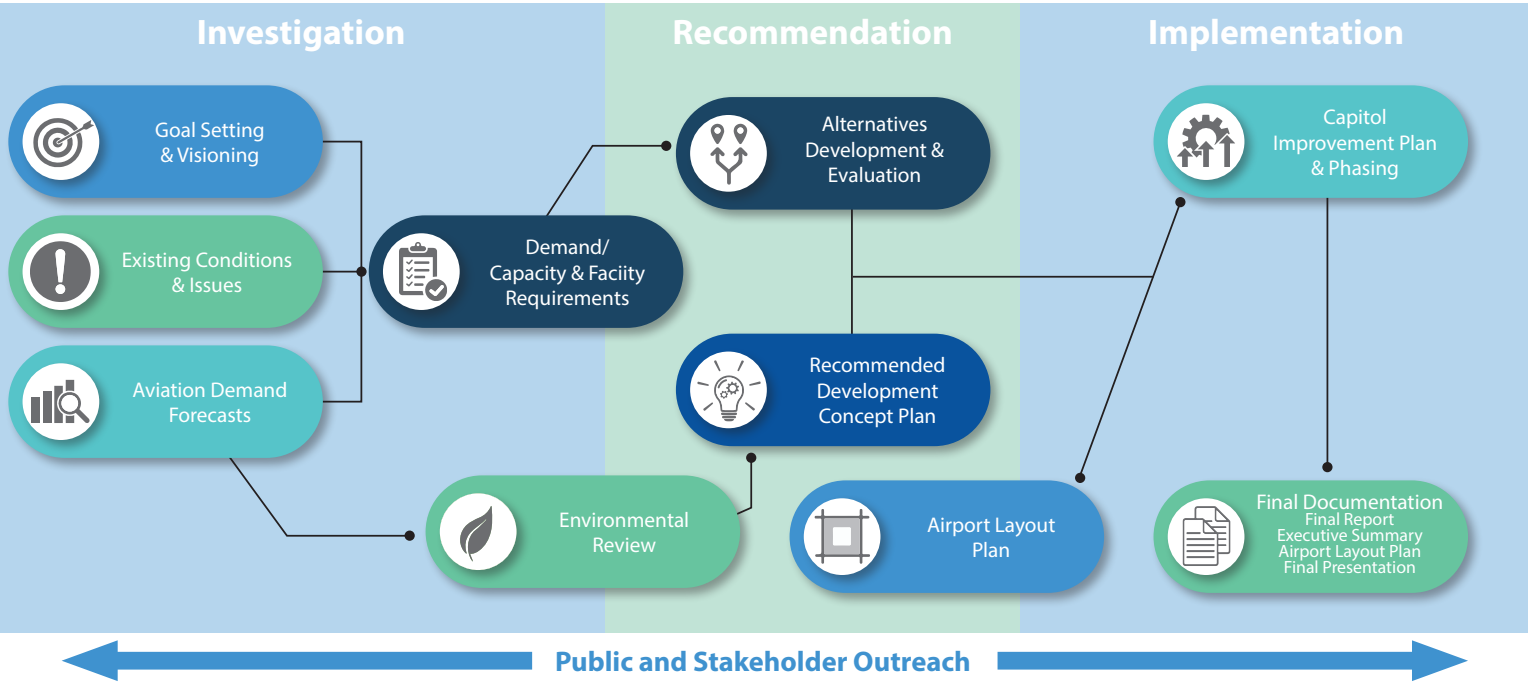 Investigation
Recommendation
Implementation
Goal Setting
& Visioning
Existing Conditions
& Issues
Aviation Demand
Forecasts
Demand/
Capacity & Faciity
Requirements
Environmental
Review
Alternatives
Development &
Evaluation
Recommended
Development
Concept Plan
Airport Layout
Plan
Capitol
Improvement Plan
& Phasing
Final Documentation
Final Report
Executive Summary
Airport Layout Plan
Final Presentation
Public and Stakeholder Outreach